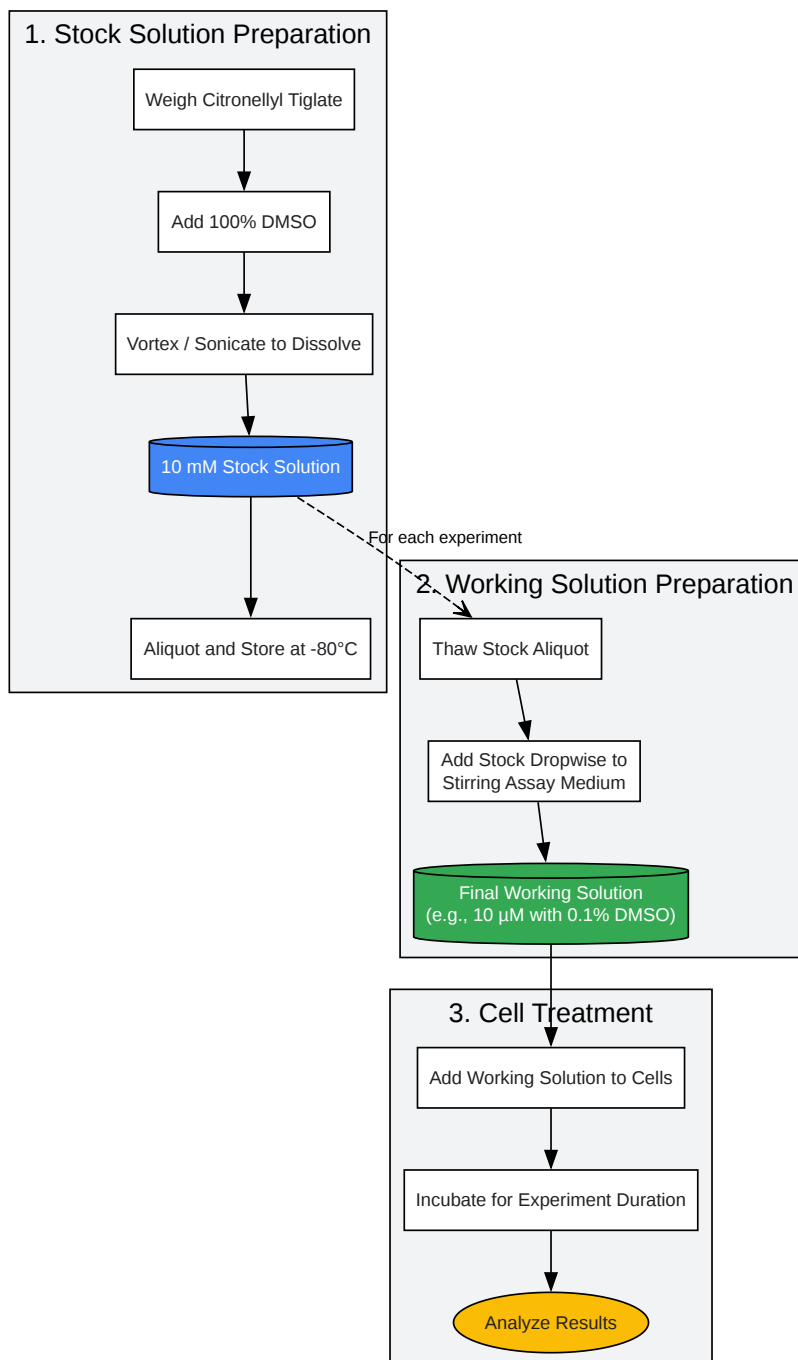 1. Stock Solution Preparation
Weigh Citronellyl Tiglate
Add 100% DMSO
Vortex / Sonicate to Dissolve
10 mM Stock Solution
For each experiment
Aliquot and Store at -80°C
2. Working Solution Preparation
Thaw Stock Aliquot
Add Stock Dropwise to
Stirring Assay Medium
Final Working Solution
(e.g., 10 µM with 0.1% DMSO)
3. Cell Treatment
Add Working Solution to Cells
Incubate for Experiment Duration
Analyze Results